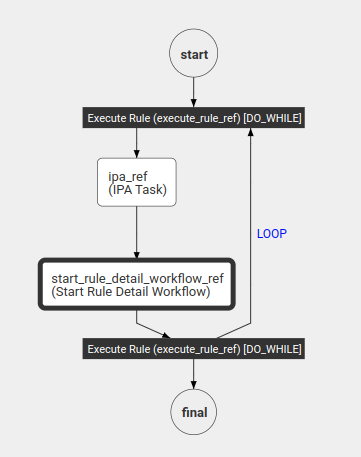 start
Execute Rule (execute_rule_ref) [DO_WHILE]
ipa_ref
(IPA Task)
LOOP
start_rule_detail_workflow_ref
(Start Rule Detail Workflow)
Execute Rule (execute_rule_ref) [DO_WHILE]
final